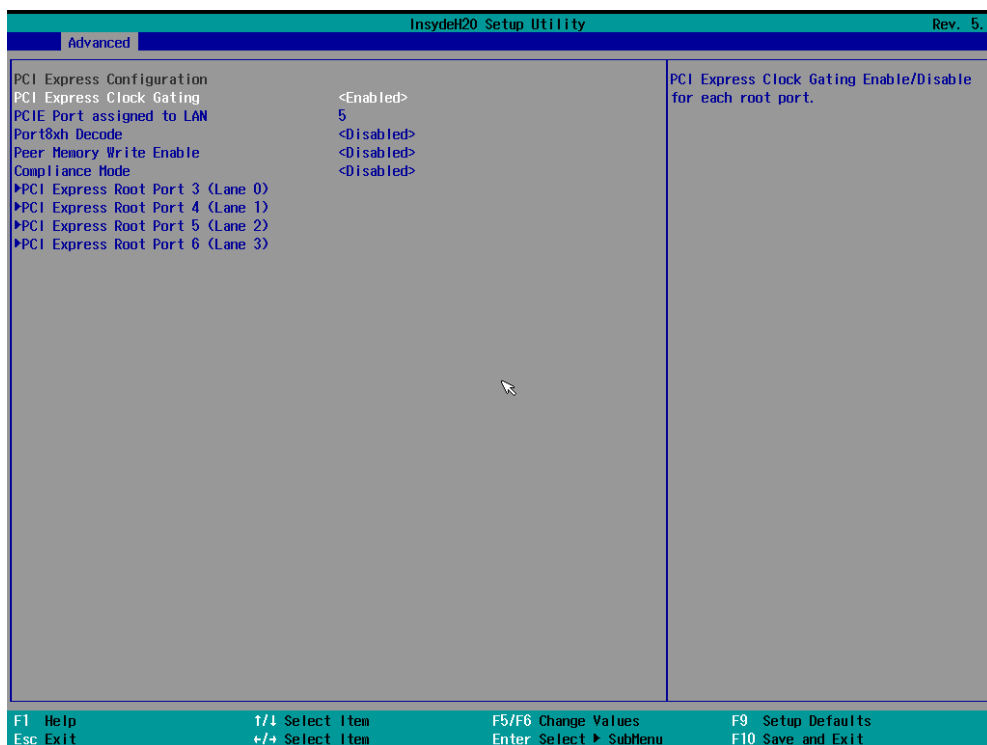 InsydeH20 Setup Utility Rev. 5.
Advanced
PCI Express Configuration
PCI Express Clock Gating <Enabled>
PCIE Port assigned to LAN 5
Port8xh Decode <Disabled>
Peer Memory Write Enable <Disabled>
Compliance Mode <Disabled>
▶PCI Express Root Port 3 (Lane 0)
▶PCI Express Root Port 4 (Lane 1)
▶PCI Express Root Port 5 (Lane 2)
▶PCI Express Root Port 6 (Lane 3)
PCI Express Clock Gating Enable/Disable
for each root port.
F1 Help ↑/↓ Select Item F5/F6 Change Values F9 Setup Defaults
Esc Exit ←/→ Select Item Enter Select ▶ SubMenu F10 Save and Exit